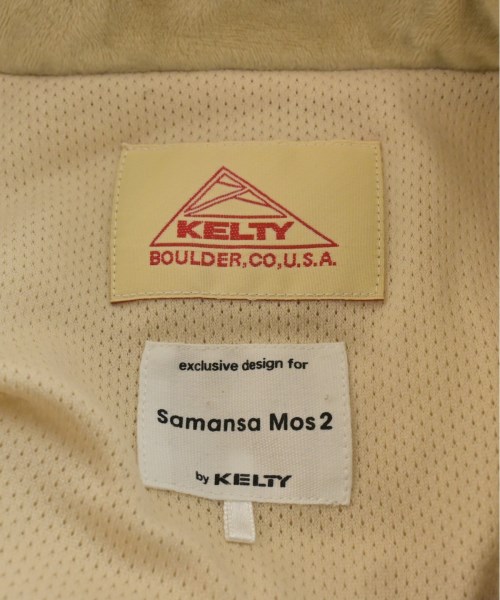 KELTY
BOULDER,CO,U.S.A.
exclusive design for
Samansa Mos2
by KELTY